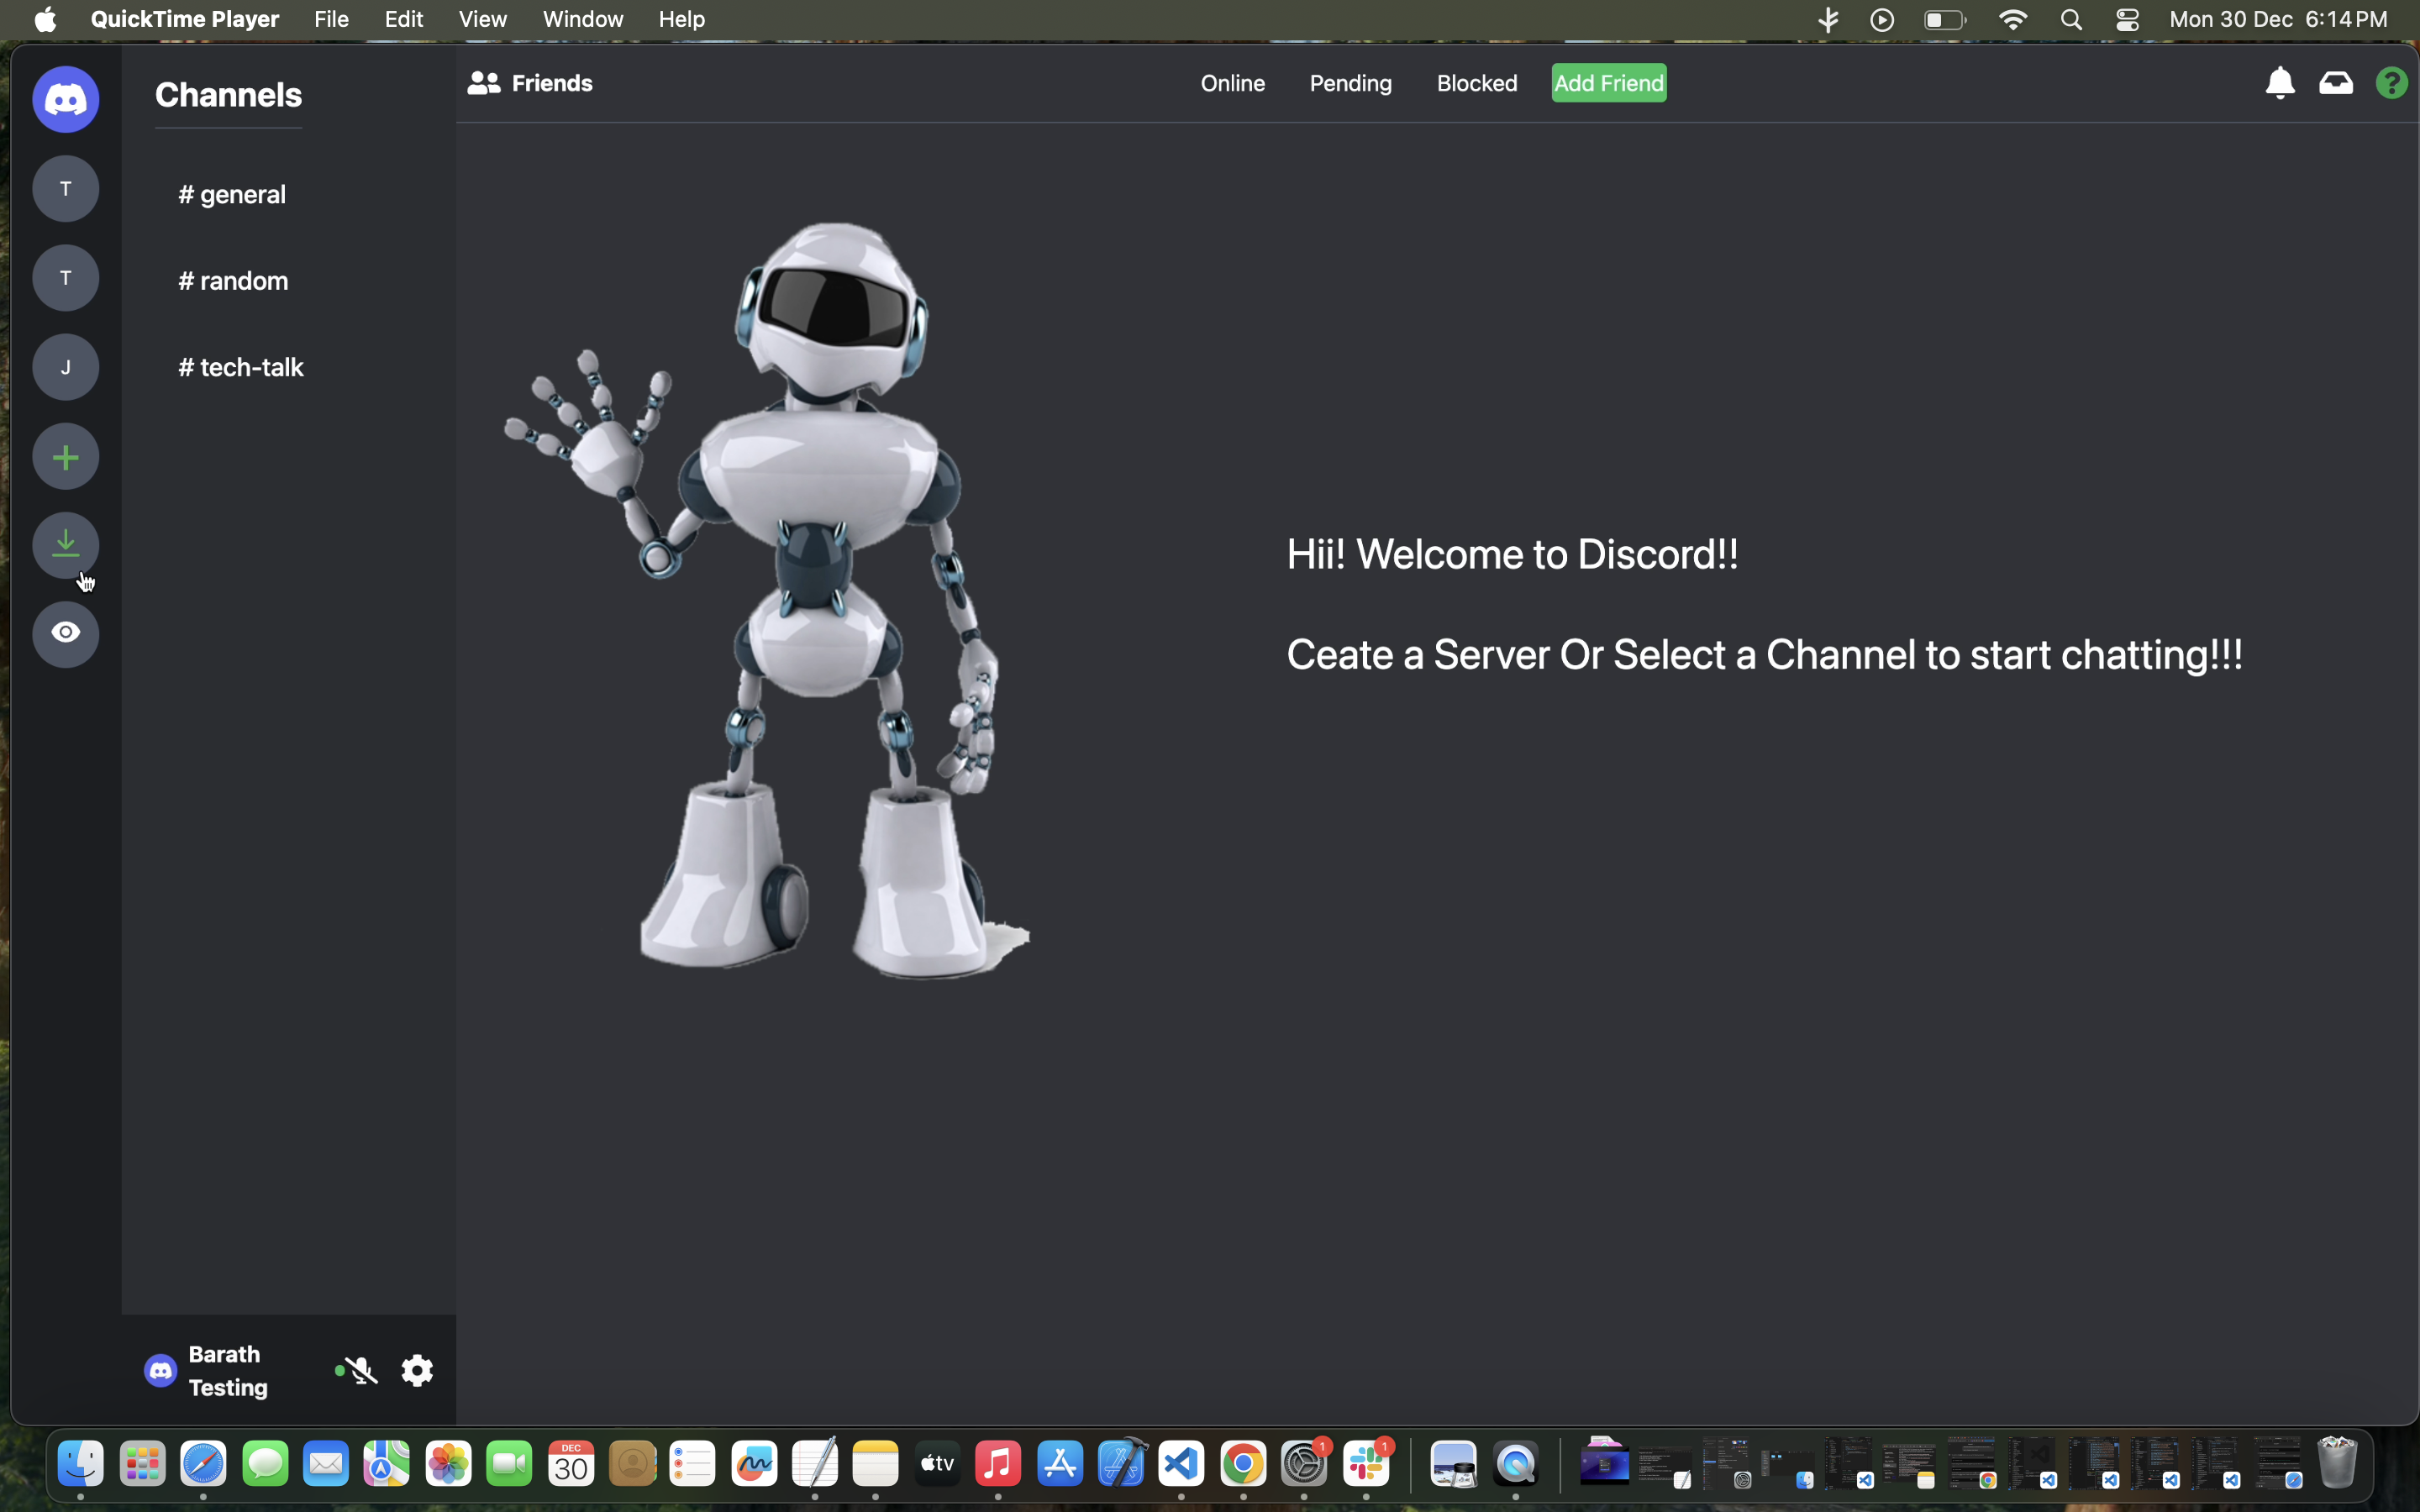 QuickTime Player File Edit View Window Help
Mon 30 Dec 6:14 PM
Channels
Friends
Online Pending Blocked Add Friend
?
T
# general
T
# random
J
# tech-talk
Hii! Welcome to Discord!!
Ceate a Server Or Select a Channel to start chatting!!!
Barath
Testing
DEC
30
tv
1
1